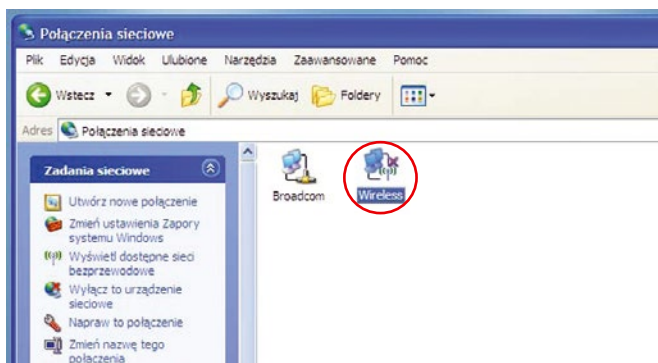 Połączenia sieciowe
Plik Edycja Widok Ulubione Narzędzia Zaawansowane Pomoc
Wstecz Wyszukaj Foldery
Adres Połączenia sieciowe
Zadania sieciowe
Utwórz nowe połączenie
Zmień ustawienia Zapory
systemu Windows
Wyświetl dostępne sieci
bezprzewodowe
Wyłącz to urządzenie
sieciowe
Napraw to połączenie
Zmień nazwę tego
połączenia
Broadcom
Wireless